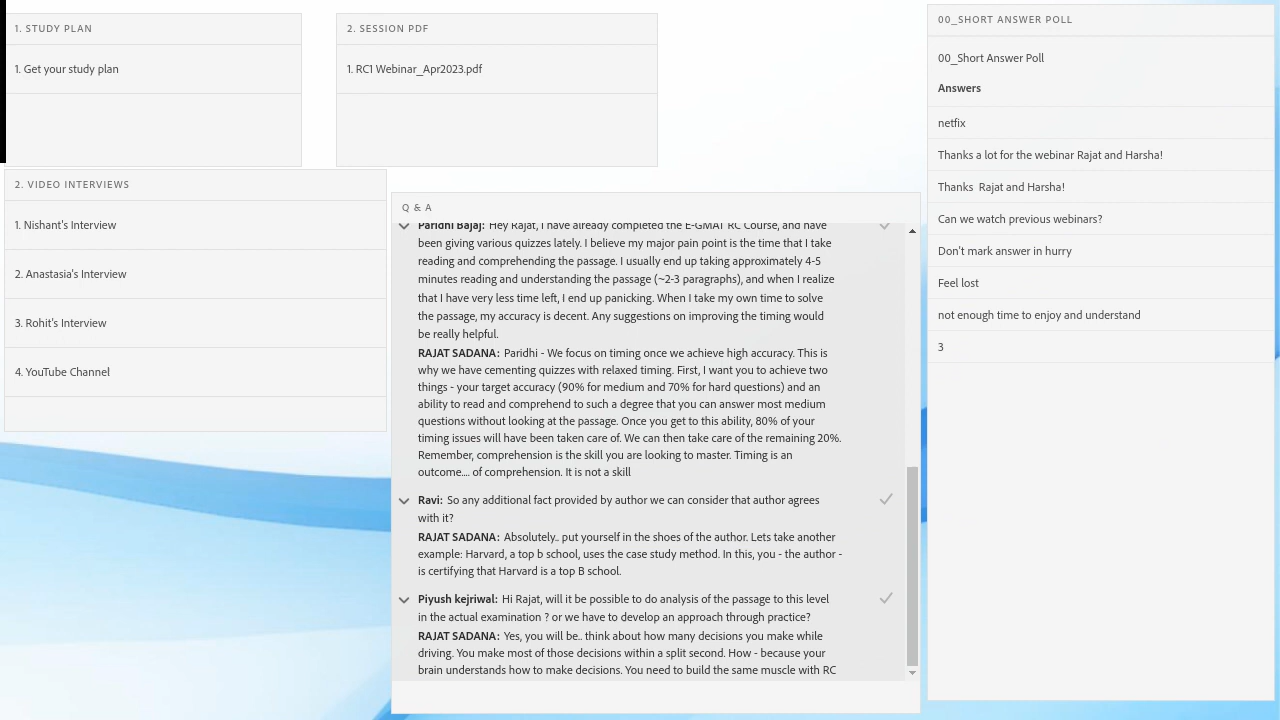 1. STUDY PLAN
1. Get your study plan
2. SESSION PDF
1. RC1 Webinar_Apr2023.pdf
2. VIDEO INTERVIEWS
1. Nishant's Interview
2. Anastasia's Interview
3. Rohit's Interview
4. YouTube Channel
Q & A
Paridhi Bajaj: Hey Rajat, I have already completed the E-GMAT RC Course, and have
been giving various quizzes lately. I believe my major pain point is the time that I take
reading and comprehending the passage. I usually end up taking approximately 4-5
minutes reading and understanding the passage (~2-3 paragraphs), and when I realize
that I have very less time left, I end up panicking. When I take my own time to solve
the passage, my accuracy is decent. Any suggestions on improving the timing would
be really helpful.
RAJAT SADANA: Paridhi - We focus on timing once we achieve high accuracy. This is
why we have cementing quizzes with relaxed timing. First, I want you to achieve two
things - your target accuracy (90% for medium and 70% for hard questions) and an
ability to read and comprehend to such a degree that you can answer most medium
questions without looking at the passage. Once you get to this ability, 80% of your
timing issues will have been taken care of. We can then take care of the remaining 20%.
Remember, comprehension is the skill you are looking to master. Timing is an
outcome.... of comprehension. It is not a skill
Ravi: So any additional fact provided by author we can consider that author agrees
with it?
RAJAT SADANA: Absolutely.. put yourself in the shoes of the author. Lets take another
example: Harvard, a top b school, uses the case study method. In this, you - the author -
is certifying that Harvard is a top B school.
Piyush kejriwal: Hi Rajat, will it be possible to do analysis of the passage to this level
in the actual examination ? or we have to develop an approach through practice?
RAJAT SADANA: Yes, you will be.. think about how many decisions you make while
driving. You make most of those decisions within a split second. How - because your
brain understands how to make decisions. You need to build the same muscle with RC
00_SHORT ANSWER POLL
00_Short Answer Poll
Answers
netfix
Thanks a lot for the webinar Rajat and Harsha!
Thanks  Rajat and Harsha!
Can we watch previous webinars?
Don't mark answer in hurry
Feel lost
not enough time to enjoy and understand
3